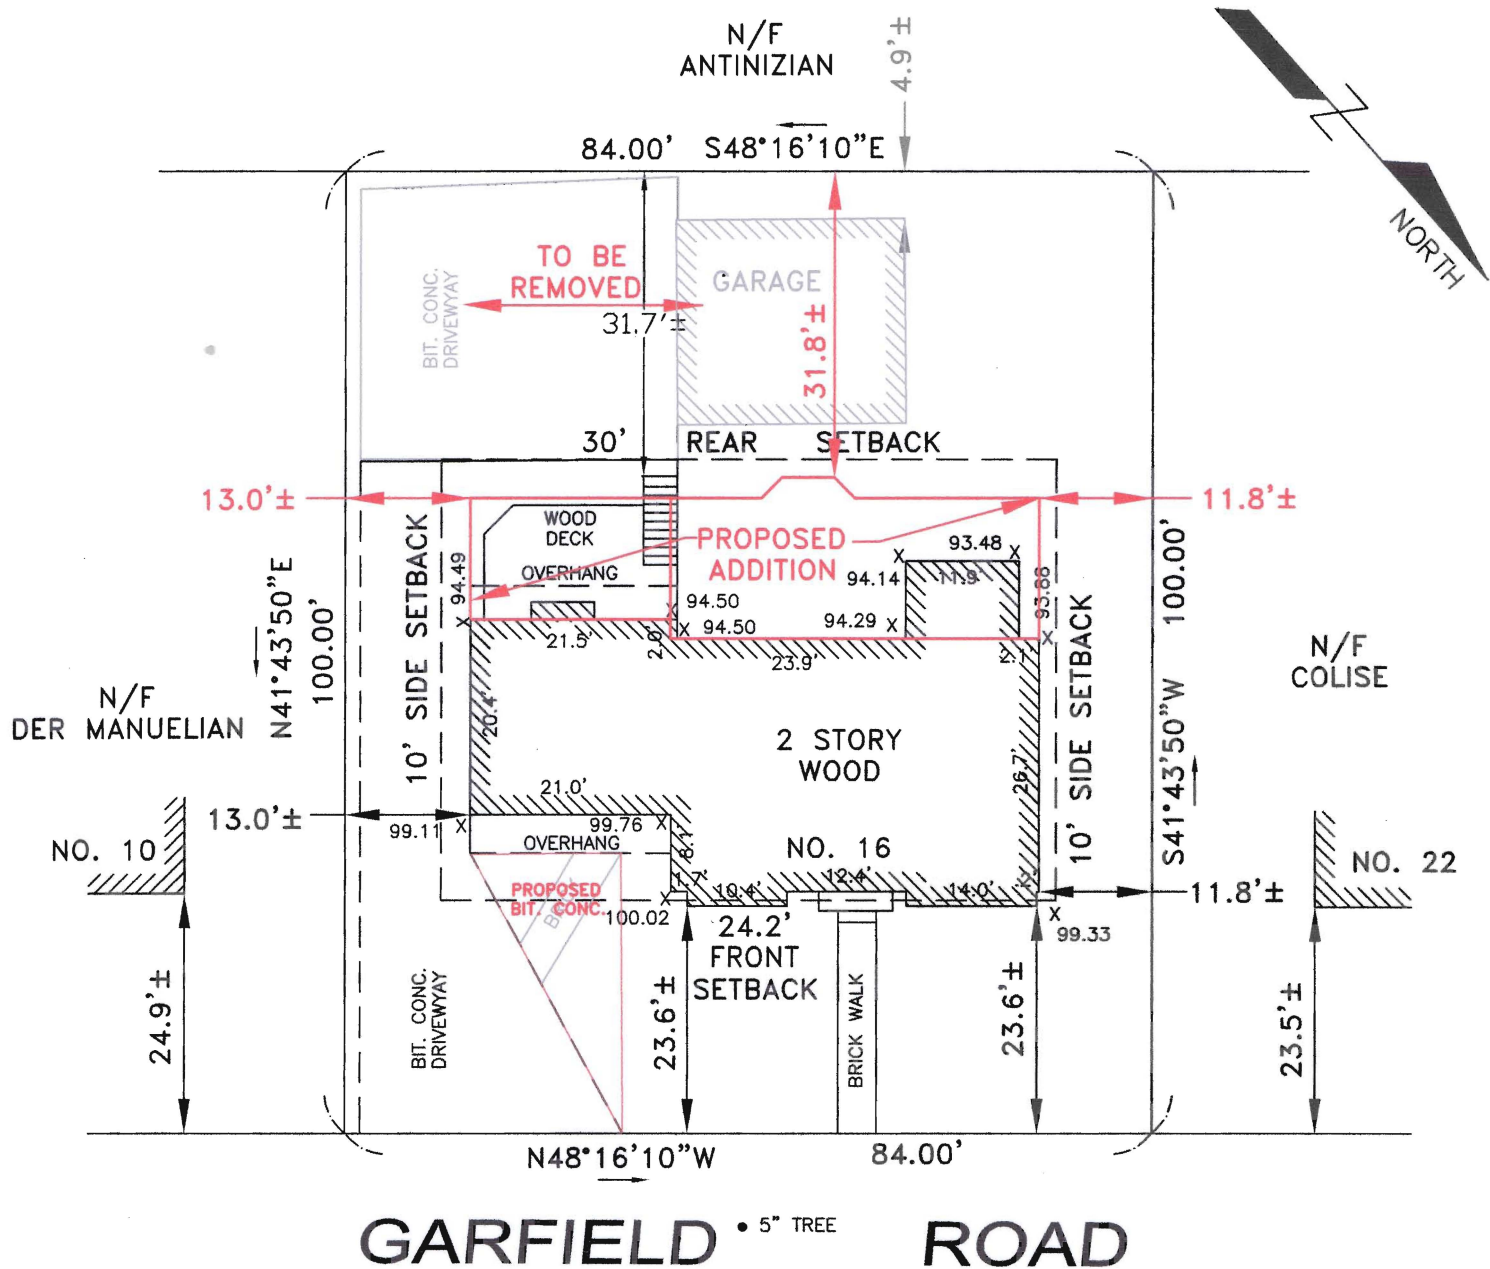 N/F
ANTINIZIAN
4.9'±
84.00' S48°16'10"E
NORTH
TO BE
REMOVED
GARAGE
BIT. CONC.
DRIVEWYAY
31.7'±
31.8'±
30' REAR SETBACK
13.0'±
11.8'±
WOOD
DECK
PROPOSED
ADDITION
93.48
OVERHANG
94.14
11.9'
93.86
94.49
94.50
94.50
94.29
21.5'
2.0'
23.9'
2.1'
10' SIDE SETBACK
N41°43'50"E
100.00'
N/F
DER MANUELIAN
20.4'
2 STORY
WOOD
26.7'
10' SIDE SETBACK
S41°43'50"W 100.00'
N/F
COLISE
21.0'
13.0'±
99.11
99.76
OVERHANG
8.1'
NO. 16
NO. 10
NO. 22
1.7'
10.4'
12.4'
14.0'
11.8'±
PROPOSED
BIT. CONC.
100.02
24.2'
FRONT
SETBACK
99.33
24.9'±
BIT. CONC.
DRIVEWYAY
23.6'±
BRICK WALK
23.6'±
23.5'±
N48°16'10"W 84.00'
GARFIELD ROAD
5" TREE